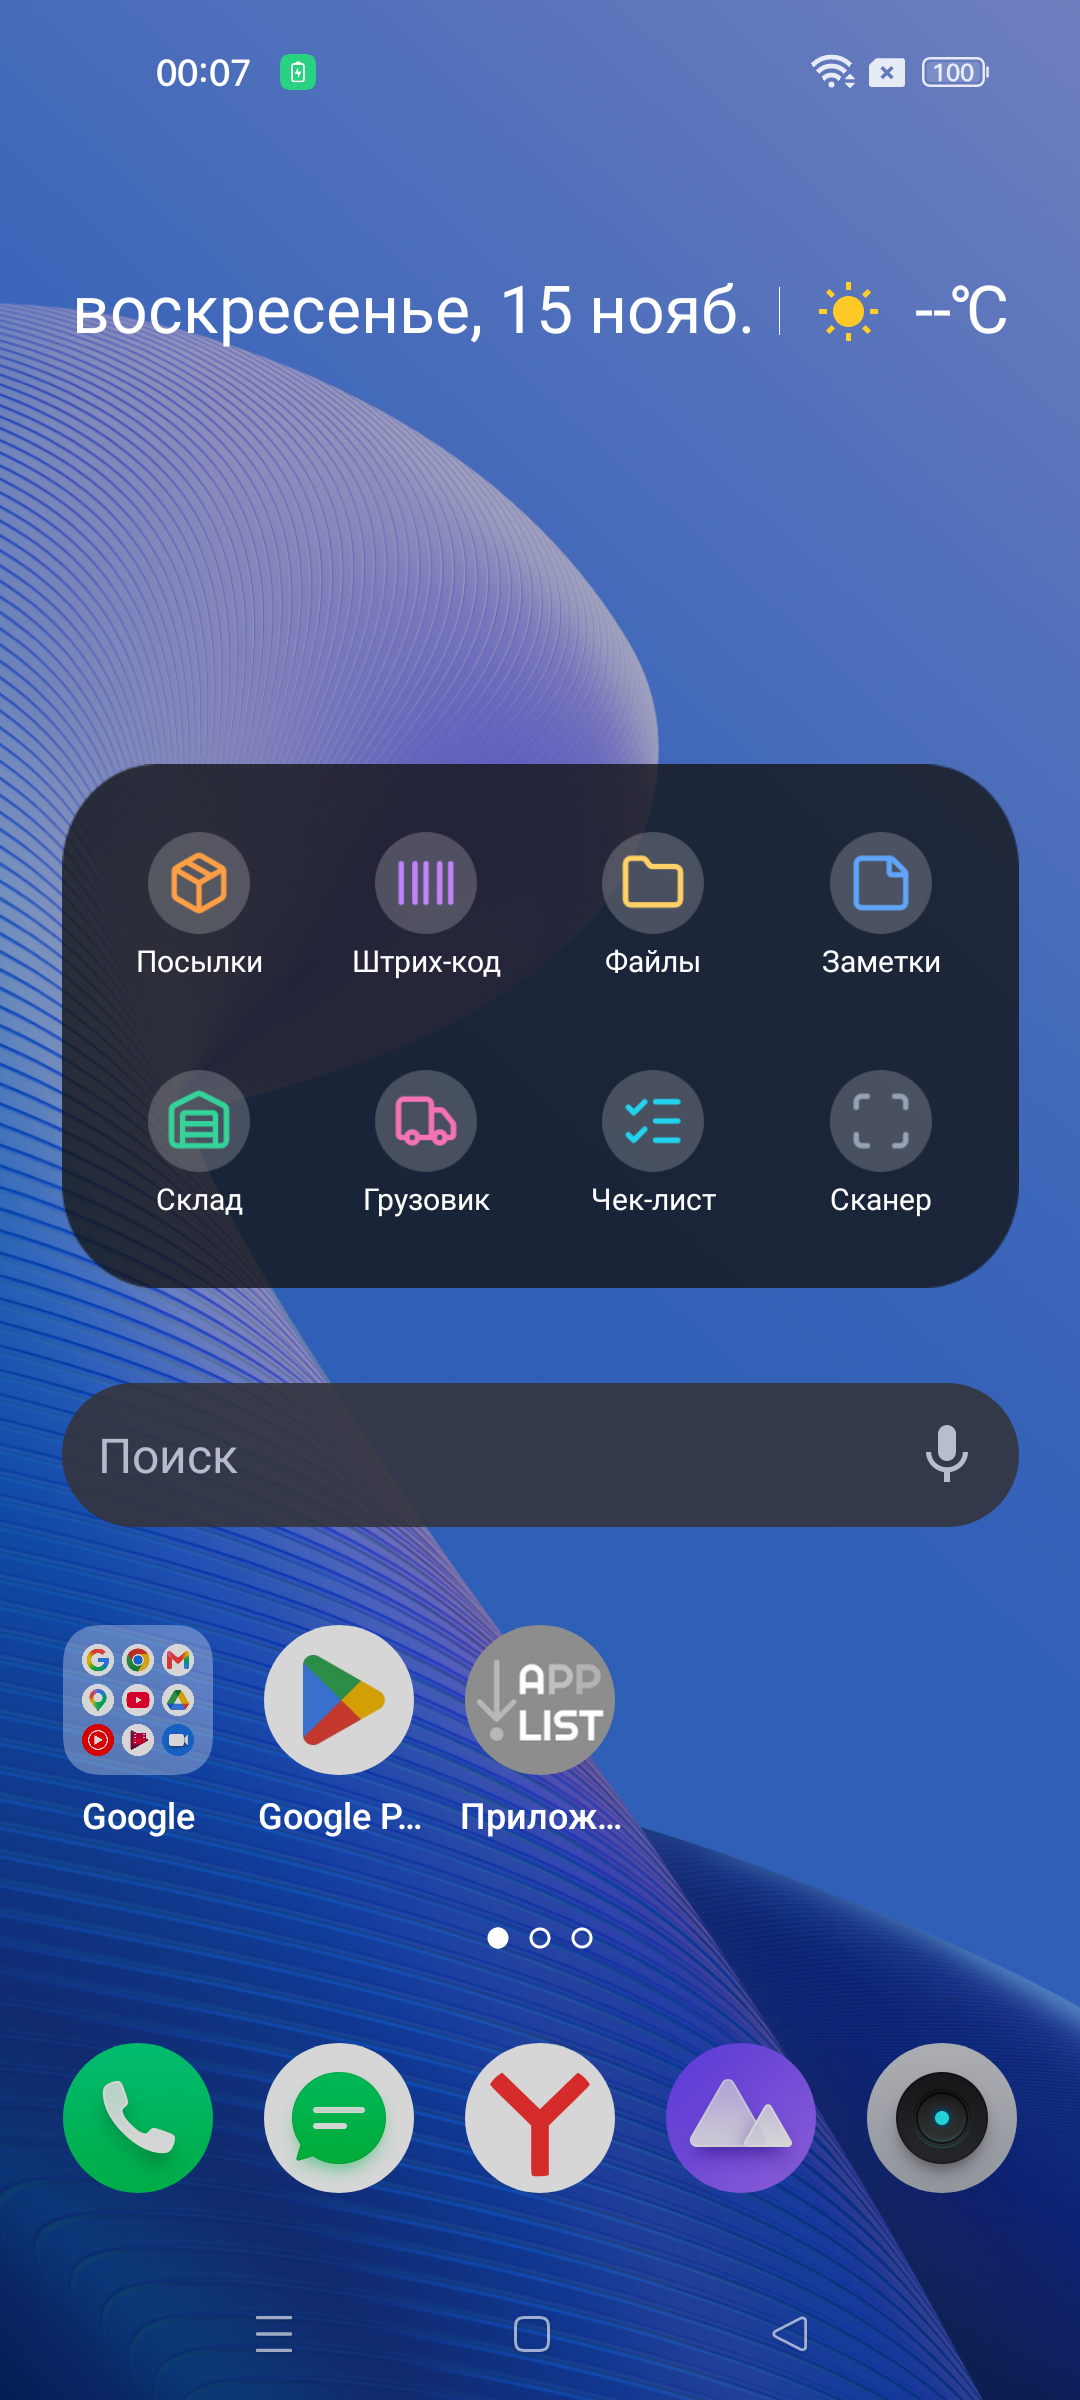 00:07
100
воскресенье, 15 нояб.
--°C
Посылки
Штрих-код
Файлы
Заметки
Склад
Грузовик
Чек-лист
Сканер
Поиск
APP
LIST
Google
Google P...
Прилож...